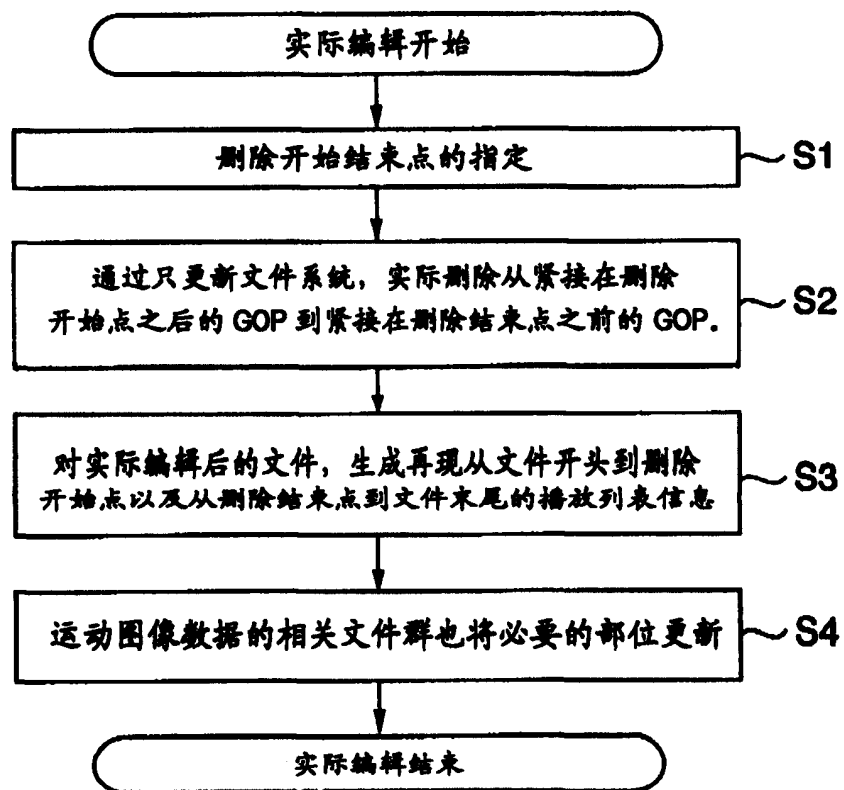 实际编辑开始
删除开始结束点的指定
S1
通过只更新文件系统，实际删除从紧接在删除
开始点之后的 GOP 到紧接在删除结束点之前的 GOP.
S2
对实际编辑后的文件，生成再现从文件开头到删除
开始点以及从删除结束点到文件末尾的播放列表信息
S3
运动图像数据的相关文件群也将必要的部位更新
S4
实际编辑结束